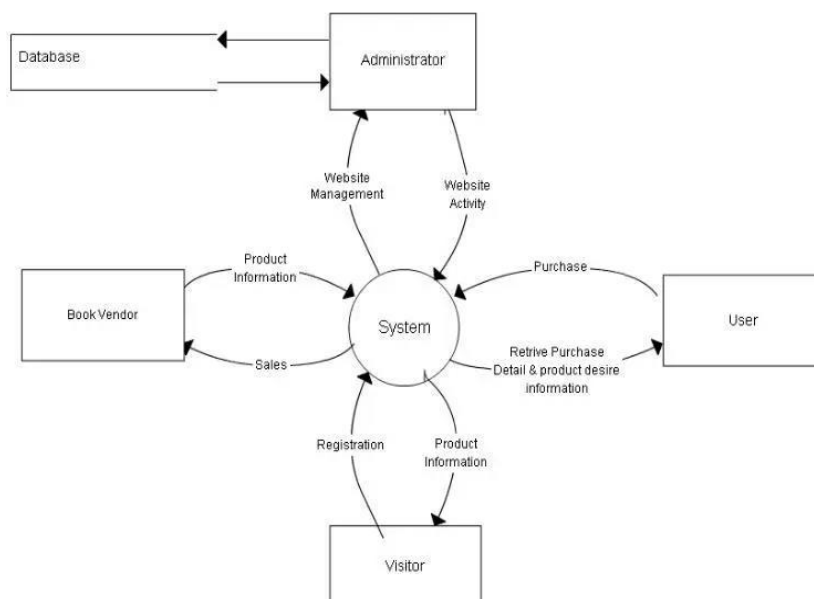 Database
Administrator
Website
Management
Website
Activity
Product
Information
Purchase
Book Vendor
System
User
Sales
Retrive Purchase
Detail & product desire
information
Registration
Product
Information
Visitor